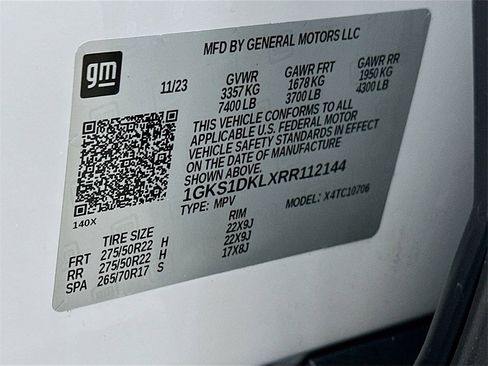 MFD BY GENERAL MOTORS LLC
gm
11/23 GVWR GAWR FRT GAWR RR
3357 KG 1678 KG 1950 KG
7400 LB 3700 LB 4300 LB
THIS VEHICLE CONFORMS TO ALL
APPLICABLE U.S. FEDERAL MOTOR
VEHICLE SAFETY STANDARDS IN EFFECT
ON THE DATE OF MANUFACTURE
SHOWN ABOVE.
1GKS1DKLXRR112144
TYPE: MPV MODEL: X4TC10706
140X
TIRE SIZE RIM
FRT 275/50R22 H 22X9J
RR 275/50R22 H 22X9J
SPA 265/70R17 S 17X8J